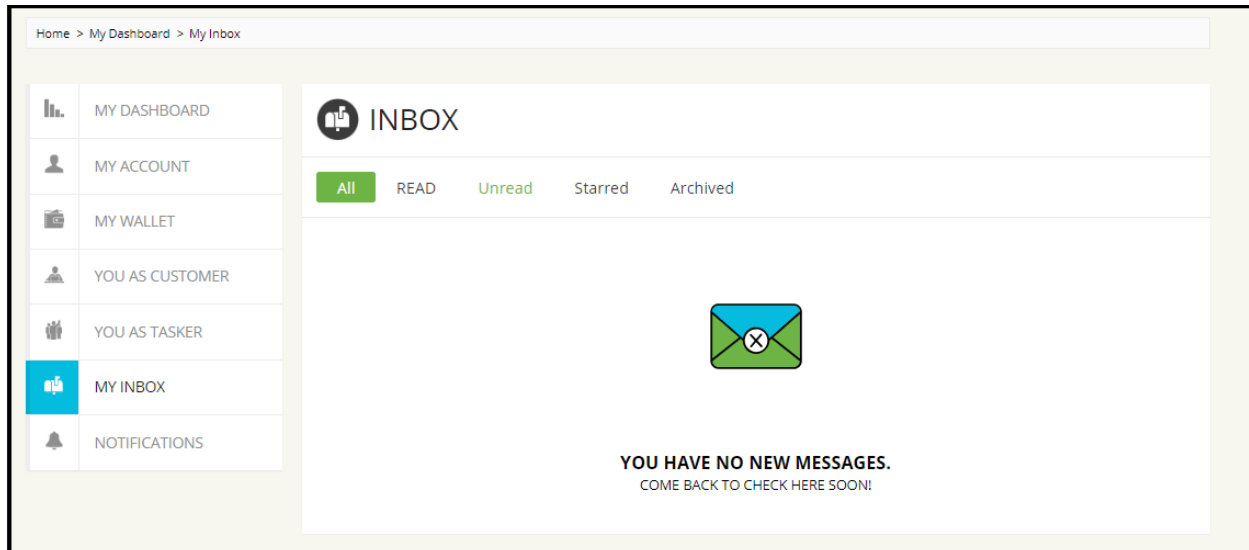 Home > My Dashboard > My Inbox
MY DASHBOARD
MY ACCOUNT
MY WALLET
YOU AS CUSTOMER
YOU AS TASKER
MY INBOX
NOTIFICATIONS
INBOX
All READ Unread Starred Archived
X
YOU HAVE NO NEW MESSAGES.
COME BACK TO CHECK HERE SOON!